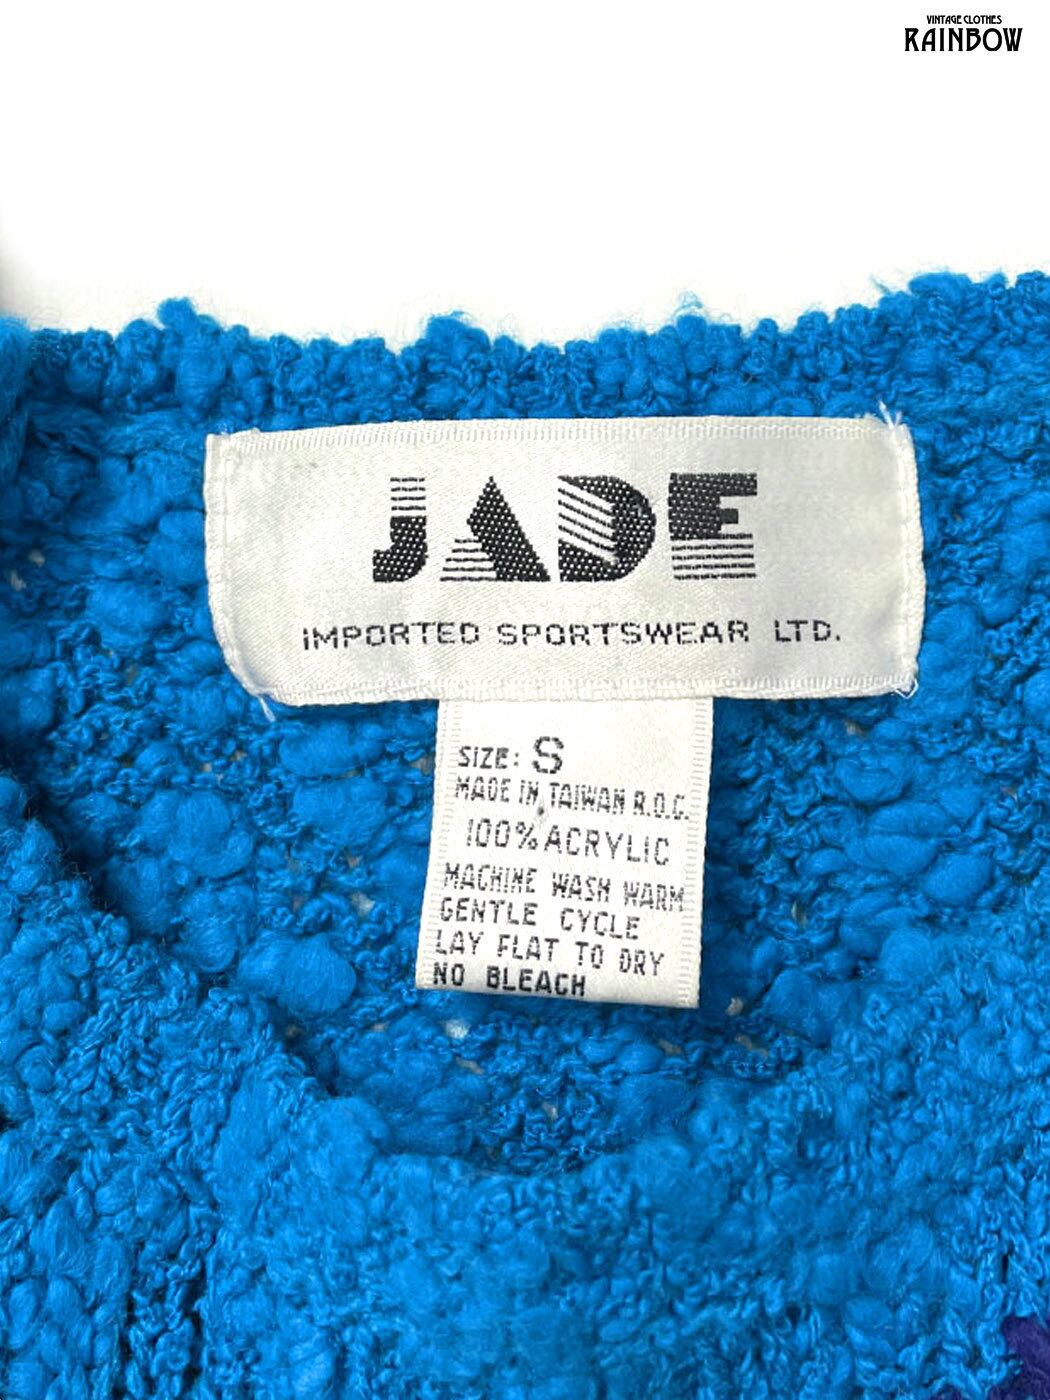 VINTAGE CLOTHES
RAINBOW
JADE
IMPORTED SPORTSWEAR LTD.
SIZE: S
MADE IN TAIWAN R.O.C.
100% ACRYLIC
MACHINE WASH WARM
GENTLE CYCLE
LAY FLAT TO DRY
NO BLEACH